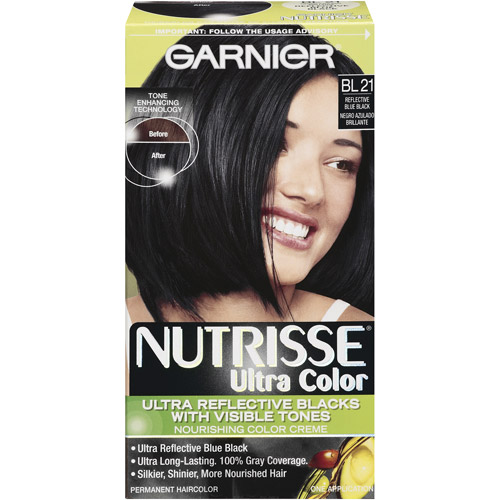 BL 21
IMPORTANT: FOLLOW THE USAGE ADVISORY
GARNIER
BL 21
REFLECTIVE
BLUE BLACK
NEGRO AZULADO
BRILLANTE
TONE
ENHANCING
TECHNOLOGY
Before
After
NUTRISSE®
Ultra Color
ULTRA REFLECTIVE BLACKS
WITH VISIBLE TONES
NOURISHING COLOR CREME
• Ultra Reflective Blue Black
• Ultra Long-Lasting. 100% Gray Coverage.
• Silkier, Shinier, More Nourished Hair
PERMANENT HAIRCOLOR
ONE APPLICATION